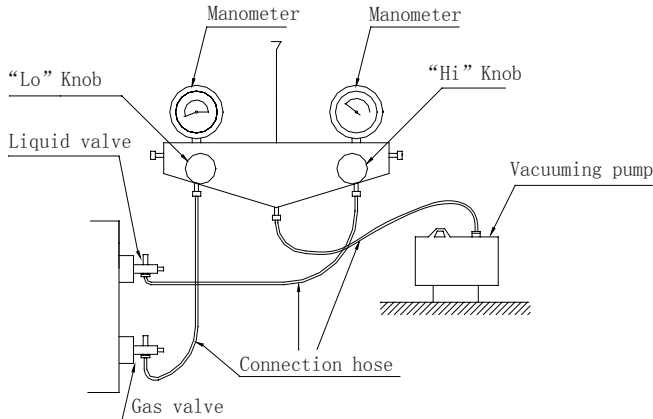 Manometer
Manometer
“Lo” Knob
“Hi” Knob
Liquid valve
Vacuuming pump
Connection hose
Gas valve